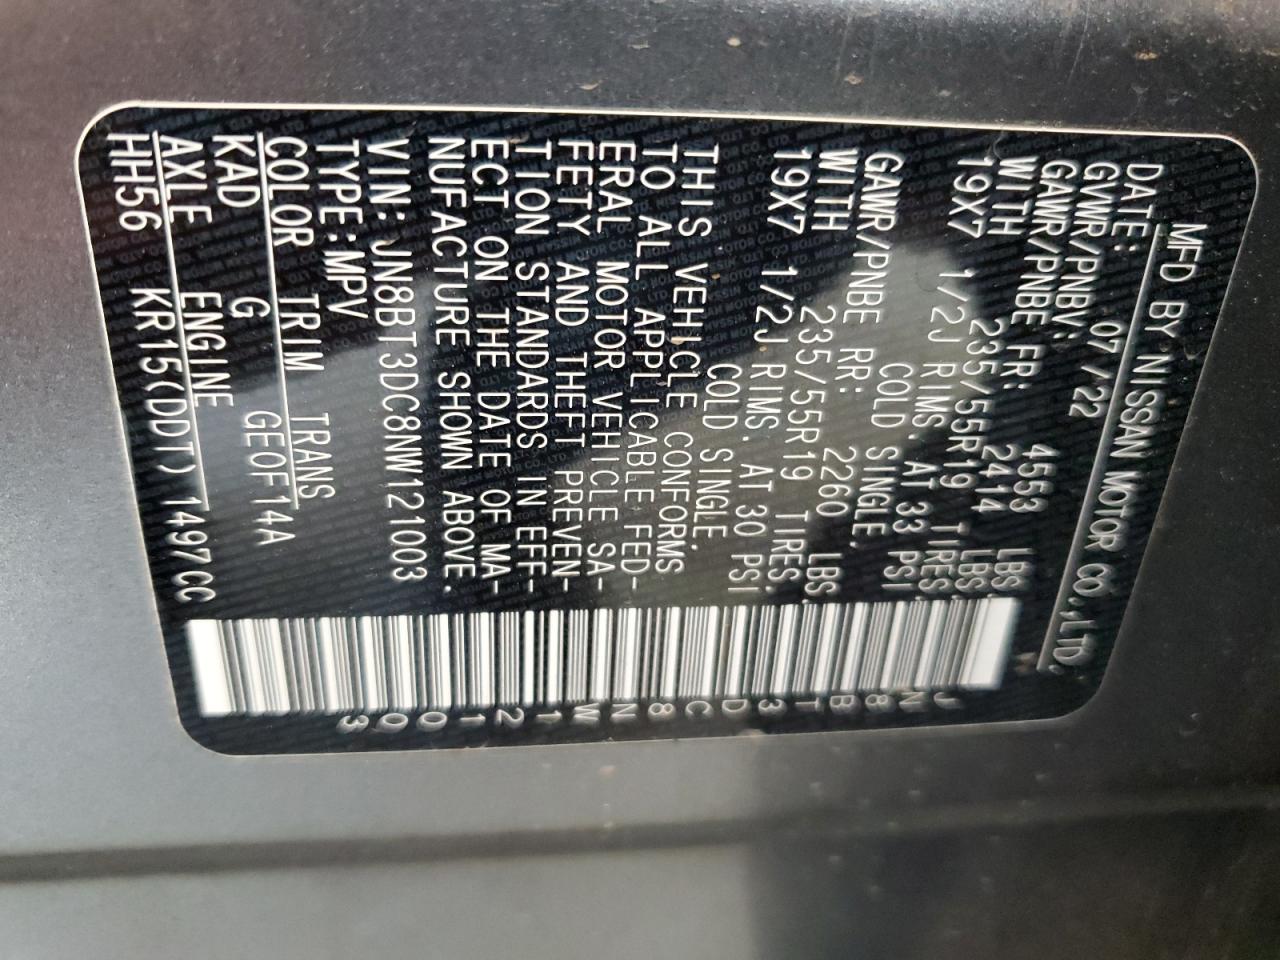 MFD BY NISSAN MOTOR CO.,LTD.
DATE: 07/22
GVWR/PNBV: 4553 LBS.
GAWR/PNBE FR: 2414 LBS.
WITH 235/55R19 TIRES.
19X7 1/2J RIMS. AT 33 PSI
COLD SINGLE.
GAWR/PNBE RR: 2260 LBS.
WITH 235/55R19 TIRES.
19X7 1/2J RIMS. AT 30 PSI
COLD SINGLE.
THIS VEHICLE CONFORMS
TO ALL APPLICABLE FED-
ERAL MOTOR VEHICLE SA-
FETY AND THEFT PREVEN-
TION STANDARDS IN EFF-
ECT ON THE DATE OF MA-
NUFACTURE SHOWN ABOVE.
VIN: JN8BT3DC8NW121003
TYPE:MPV
COLOR TRIM TRANS
KAD G GE0F14A
AXLE ENGINE
HH56 KR15(DDT) 1497CC
JN8BT3DC8NW121003